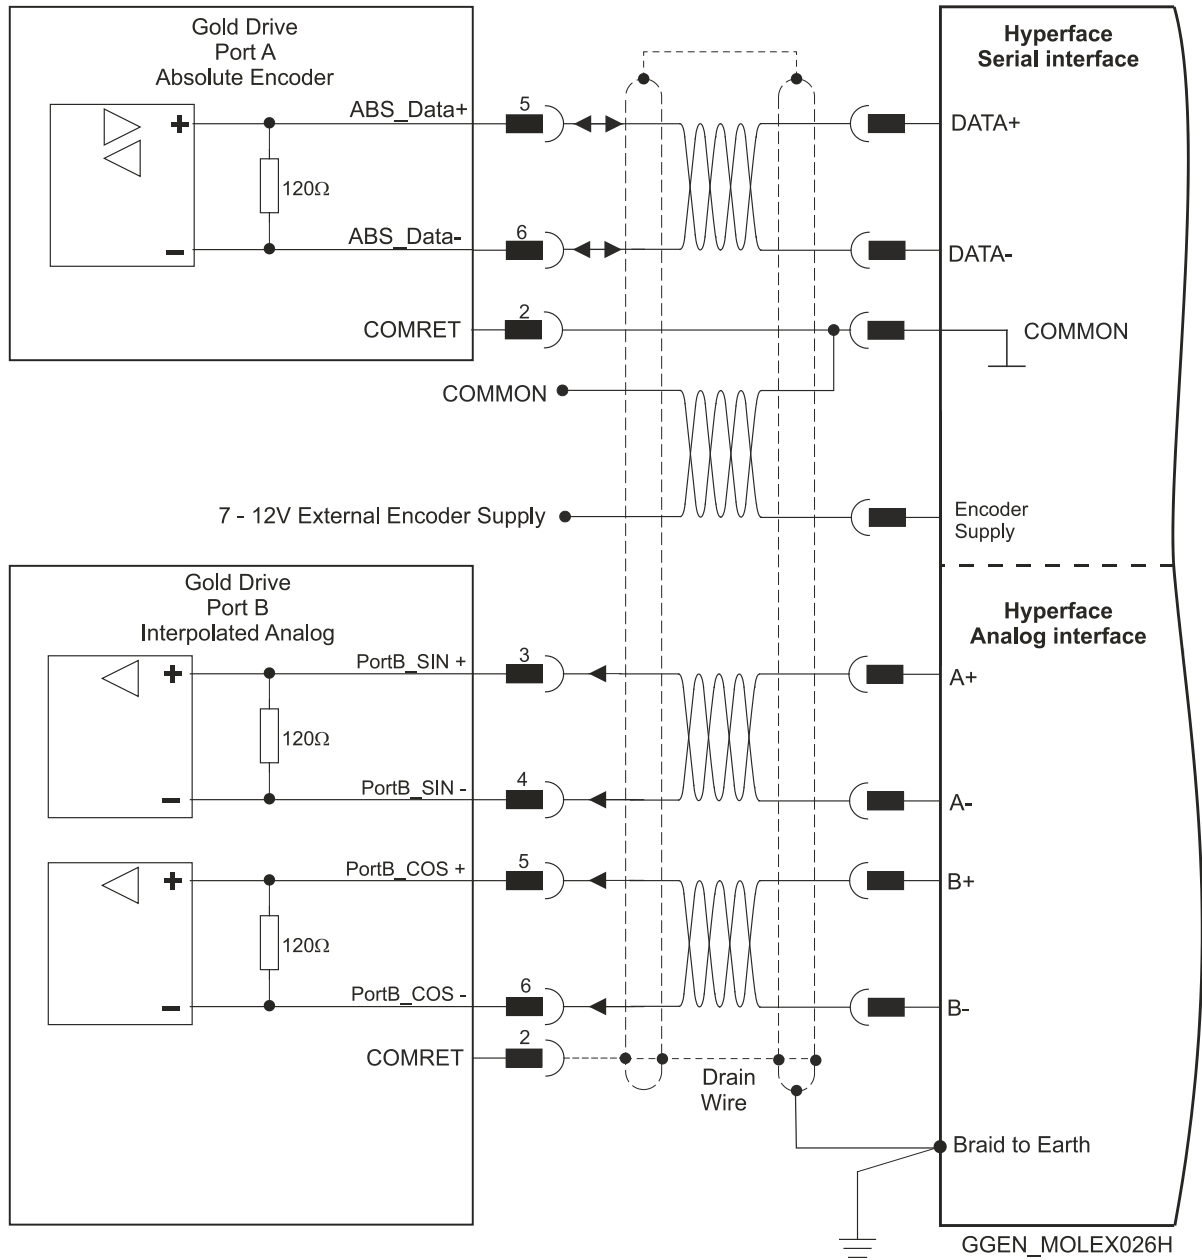 Gold Drive
Port A
Absolute Encoder
Hyperface
Serial interface
+
ABS_Data+
5
DATA+
120Ω
ABS_Data-
6
-
DATA-
COMRET
2
COMMON
COMMON
7 - 12V External Encoder Supply
Encoder
Supply
Gold Drive
Port B
Interpolated Analog
Hyperface
Analog interface
+
PortB_SIN +
3
A+
120Ω
PortB_SIN -
4
-
A-
+
PortB_COS +
5
B+
120Ω
PortB_COS -
6
-
B-
COMRET
2
Drain
Wire
Braid to Earth
GGEN_MOLEX026H